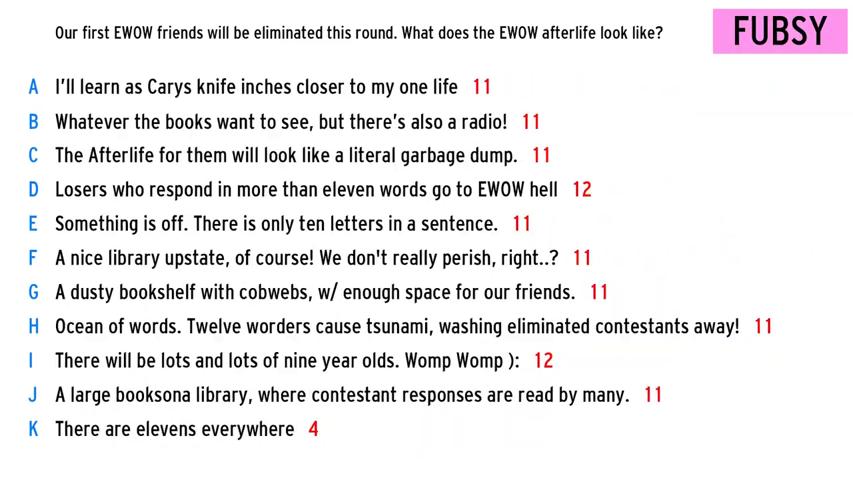 Our first EWOW friends will be eliminated this round. What does the EWOW afterlife look like?
FUBSY
A I'll learn as Carys knife inches closer to my one life 11
B Whatever the books want to see, but there's also a radio! 11
C The Afterlife for them will look like a literal garbage dump. 11
D Losers who respond in more than eleven words go to EWOW hell 12
E Something is off. There is only ten letters in a sentence. 11
F A nice library upstate, of course! We don't really perish, right..? 11
G A dusty bookshelf with cobwebs, w/ enough space for our friends. 11
H Ocean of words. Twelve worders cause tsunami, washing eliminated contestants away! 11
I There will be lots and lots of nine year olds. Womp Womp ): 12
J A large booksona library, where contestant responses are read by many. 11
K There are elevens everywhere 4